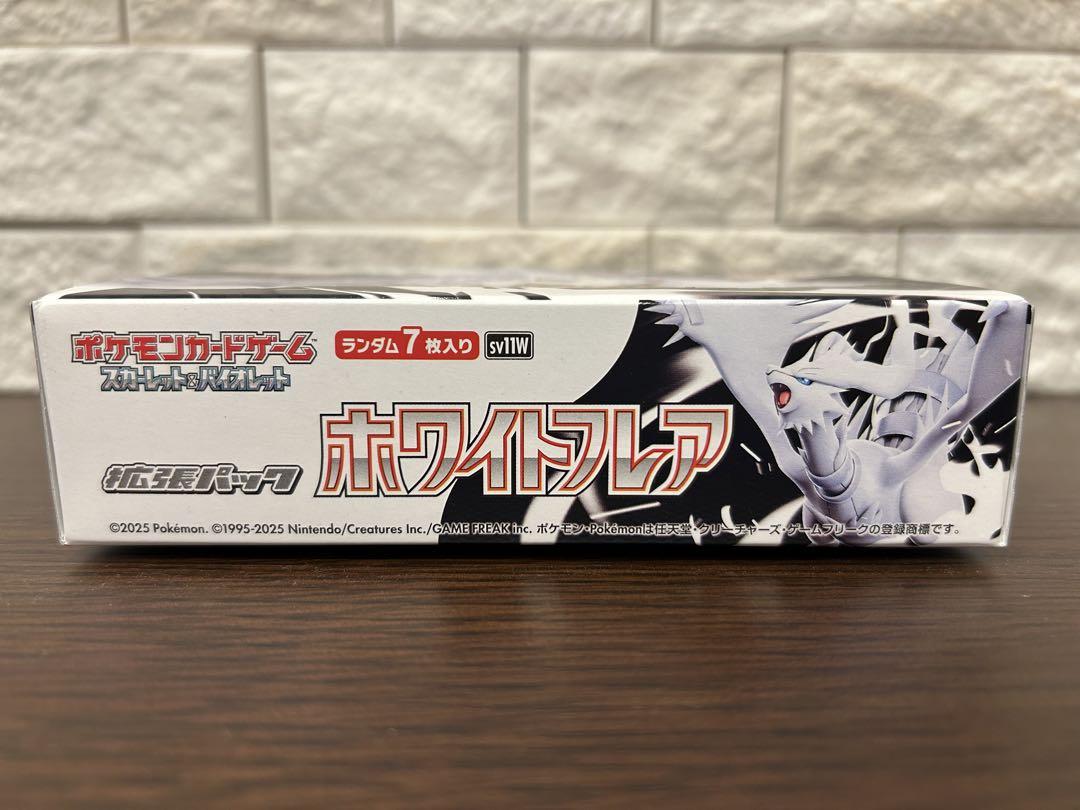 ポケモンカードゲーム™
スカーレット&バイオレット
ランダム7枚入り
sv11W
拡張パック
ホワイトフレア
©2025 Pokémon. ©1995-2025 Nintendo/Creatures Inc./GAME FREAK inc. ポケモン・Pokémonは任天堂・クリーチャーズ・ゲームフリークの登録商標です。